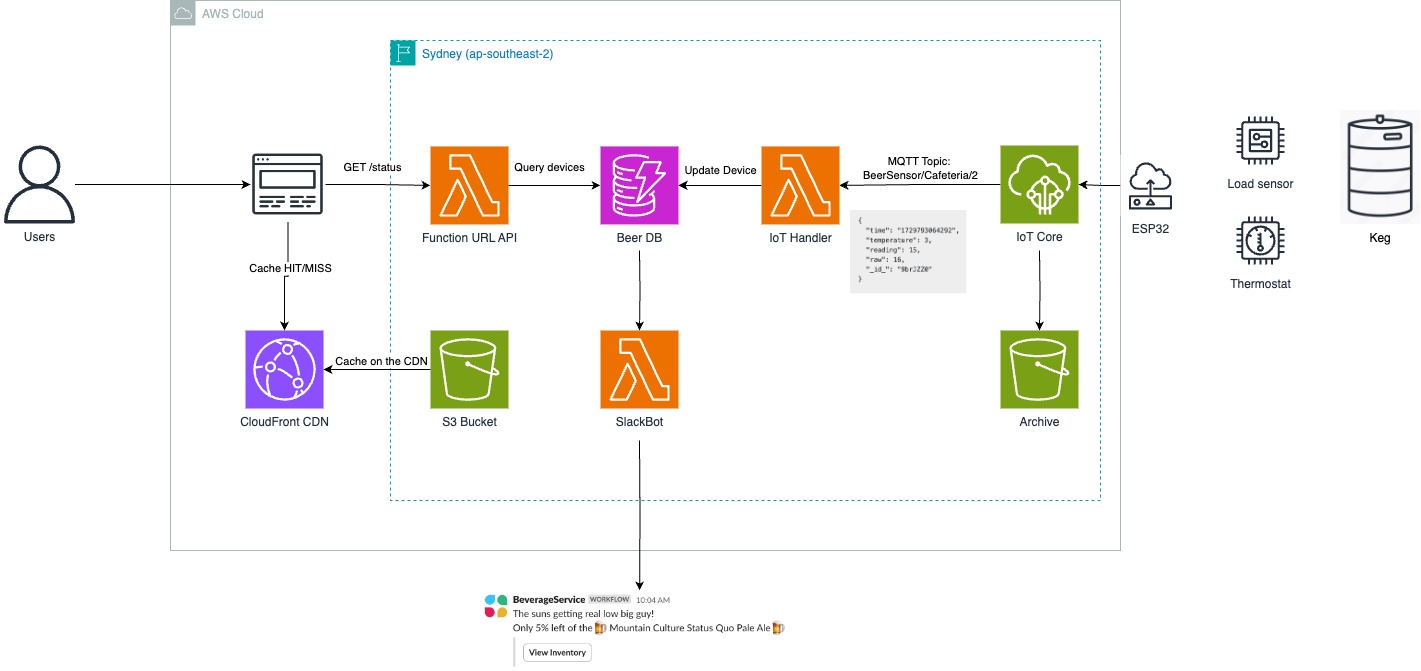 AWS Cloud
Sydney (ap-southeast-2)
Users
GET /status
Function URL API
Query devices
Beer DB
Update Device
IoT Handler
MQTT Topic:
BeerSensor/Cafeteria/2
{
"time": "1729793064292",
"temperature": 3,
"reading": 15,
"raw": 16,
"_id_": "9brJZZ0"
}
IoT Core
ESP32
Load sensor
Thermostat
Keg
Cache HIT/MISS
CloudFront CDN
Cache on the CDN
S3 Bucket
SlackBot
Archive
BeverageService WORKFLOW 10:04 AM
The suns getting real low big guy!
Only 5% left of the 🍺 Mountain Culture Status Quo Pale Ale 🍺
View Inventory